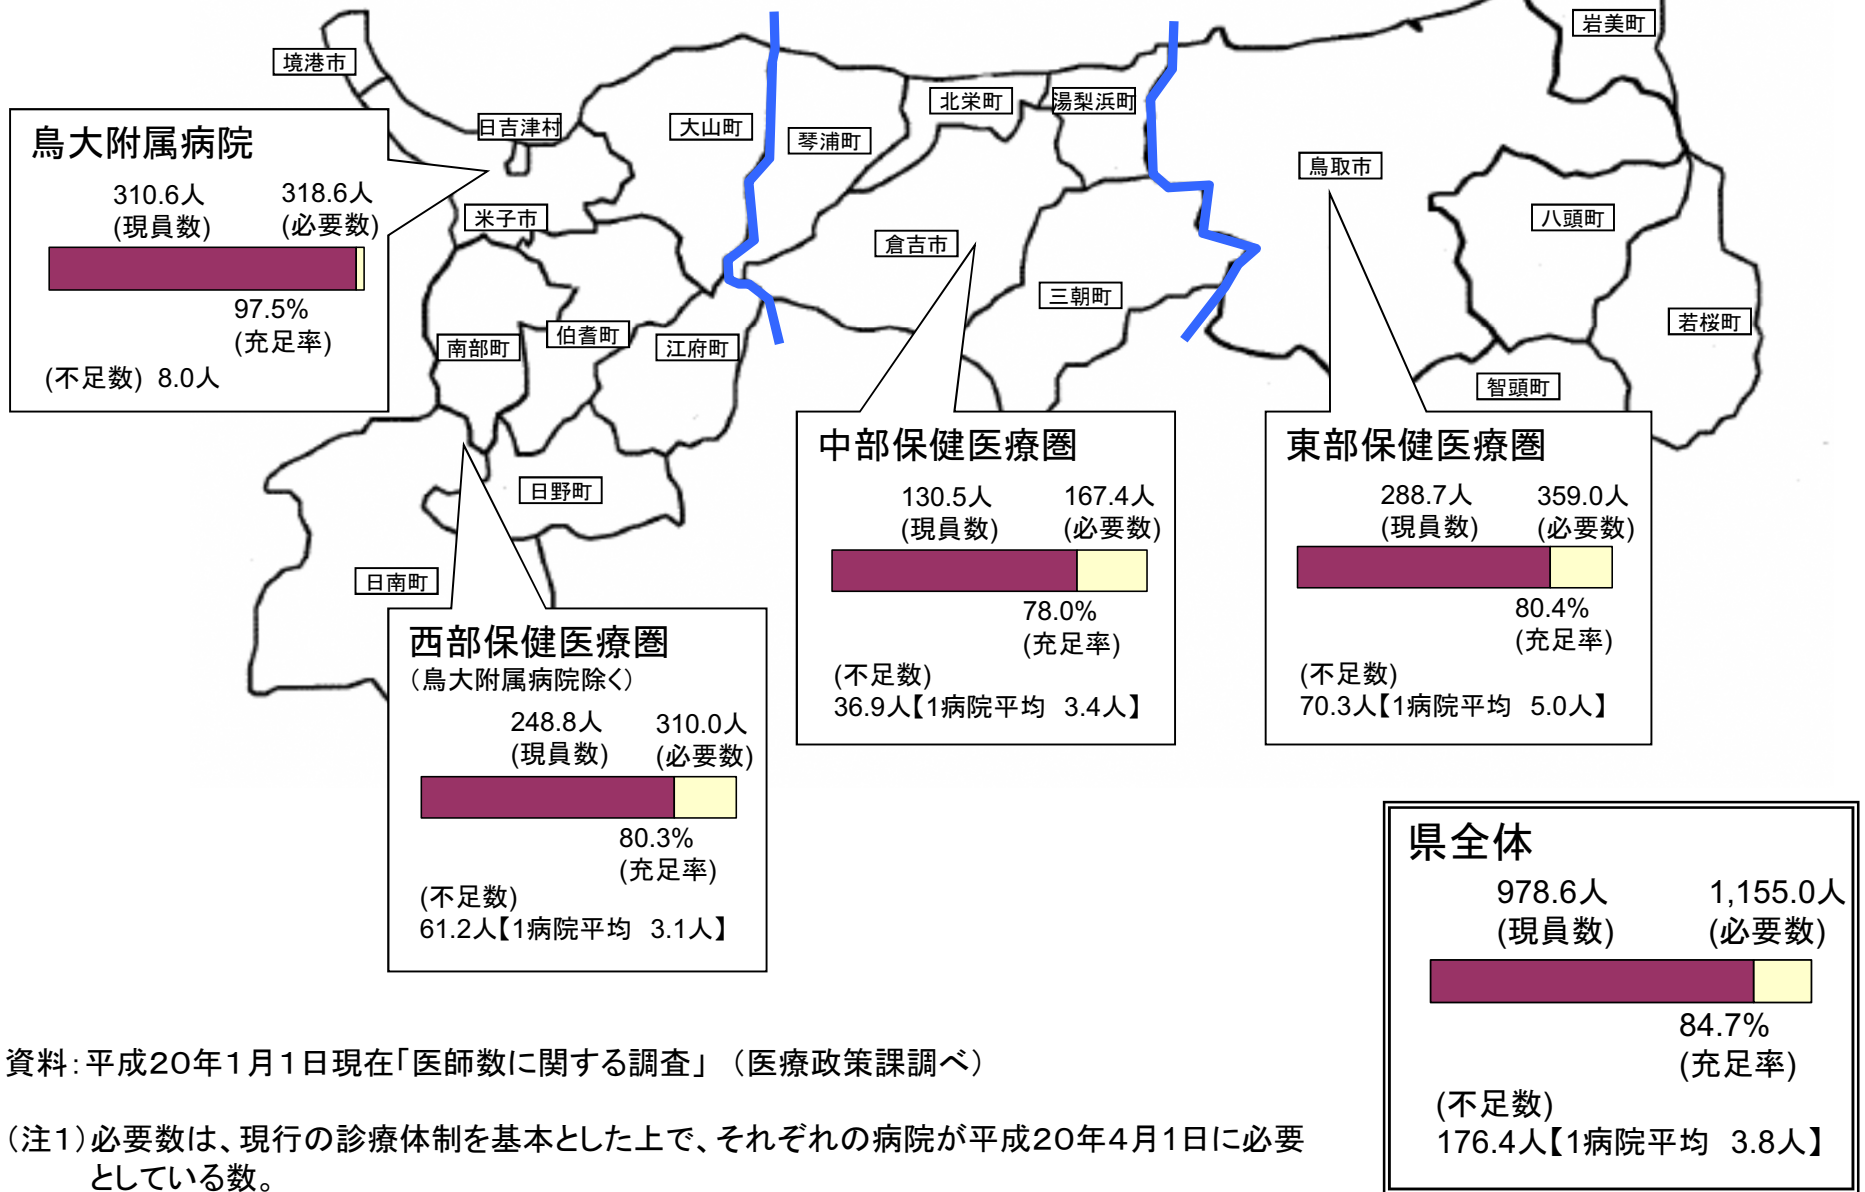 岩美町
境港市
北栄町
湯梨浜町
日吉津村
大山町
琴浦町
鳥取市
米子市
八頭町
倉吉市
三朝町
若桜町
南部町
伯耆町
江府町
智頭町
日野町
日南町
鳥大附属病院
310.6人
(現員数)
318.6人
(必要数)
97.5%
(充足率)
(不足数) 8.0人
中部保健医療圏
130.5人
(現員数)
167.4人
(必要数)
78.0%
(充足率)
(不足数)
36.9人【1病院平均 3.4人】
東部保健医療圏
288.7人
(現員数)
359.0人
(必要数)
80.4%
(充足率)
(不足数)
70.3人【1病院平均 5.0人】
西部保健医療圏
（鳥大附属病院除く）
248.8人
(現員数)
310.0人
(必要数)
80.3%
(充足率)
(不足数)
61.2人【1病院平均 3.1人】
県全体
978.6人
(現員数)
1,155.0人
(必要数)
84.7%
(充足率)
(不足数)
176.4人【1病院平均 3.8人】
資料：平成２０年１月１日現在「医師数に関する調査」（医療政策課調べ）
（注１）必要数は、現行の診療体制を基本とした上で、それぞれの病院が平成２０年４月１日に必要
としている数。